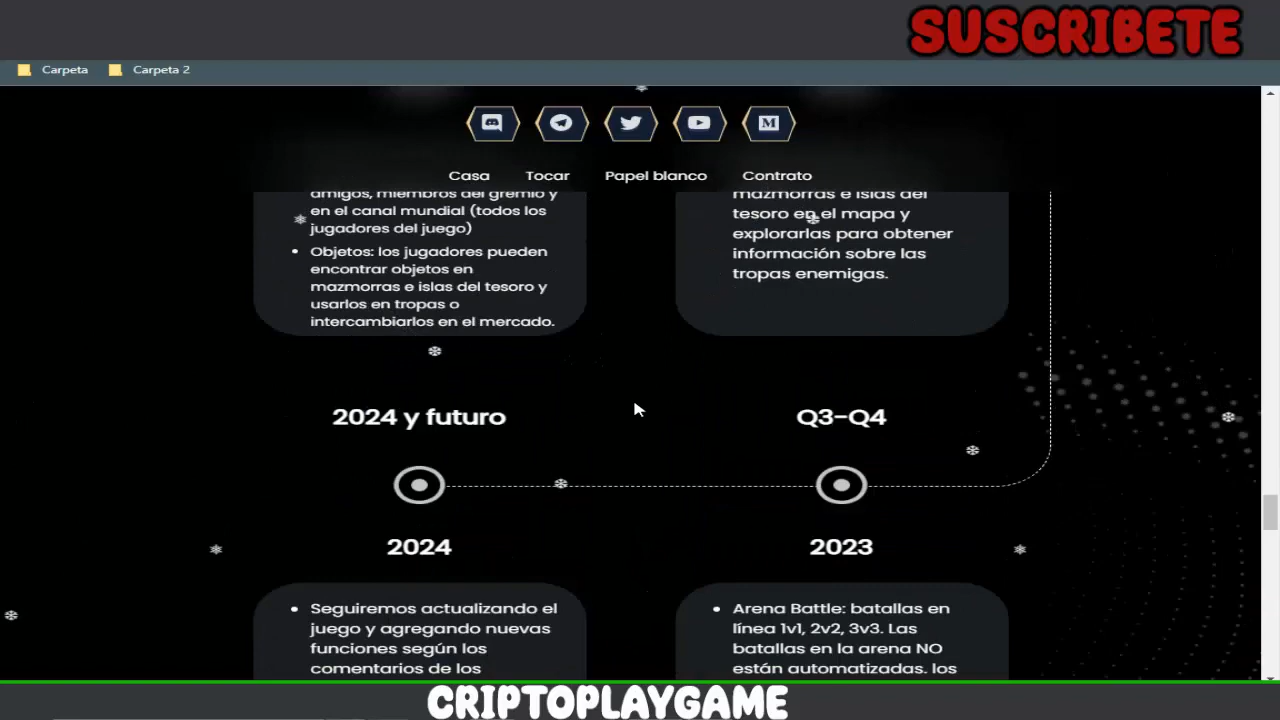 SUSCRIBETE
Carpeta
Carpeta 2
Casa
Tocar
Papel blanco
Contrato
amigos, miembros del gremio y
en el canal mundial (todos los
jugadores del juego)
Objetos: los jugadores pueden
encontrar objetos en
mazmorras e islas del tesoro y
usarlos en tropas o
intercambiarlos en el mercado.
mazmorras e islas del
tesoro en el mapa y
explorarlas para obtener
información sobre las
tropas enemigas.
2024 y futuro
Q3-Q4
2024
2023
Seguiremos actualizando el
juego y agregando nuevas
funciones según los
comentarios de los
Arena Battle: batallas en
línea 1v1, 2v2, 3v3. Las
batallas en la arena NO
están automatizadas. los
CRIPTOPLAYGAME